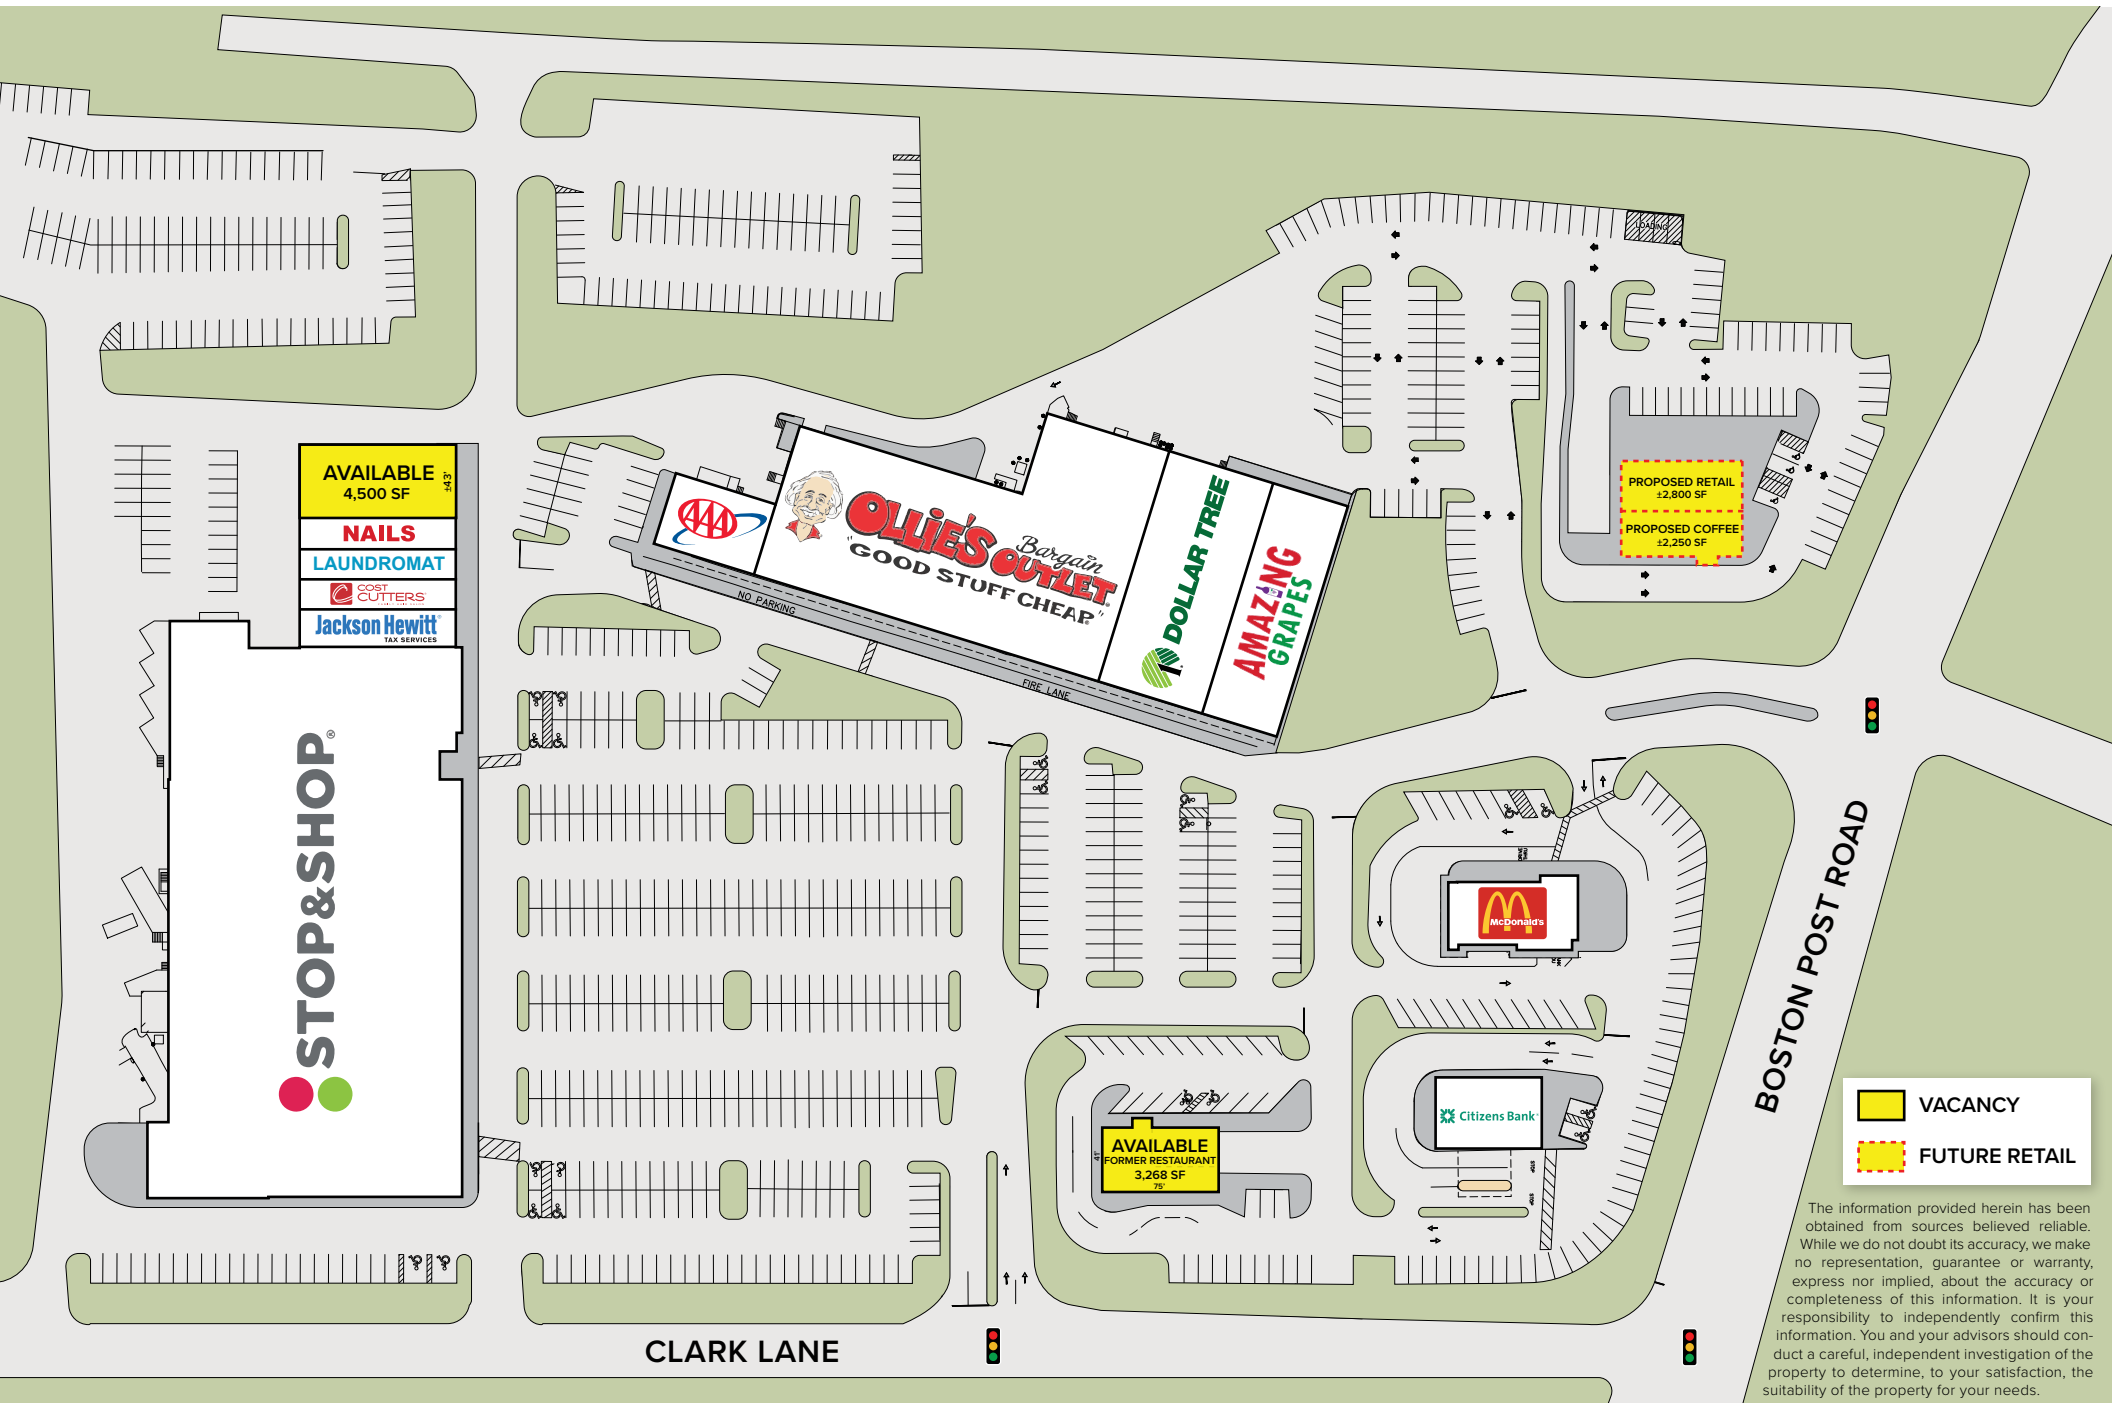 LOADING
AVAILABLE
4,500 SF
±43'
NAILS
LAUNDROMAT
COST
CUTTERS
Jackson Hewitt
TAX SERVICES
STOP&SHOP®
AAA
OLLIE'S
Bargain
OUTLET
"GOOD STUFF CHEAP"
DOLLAR TREE
AMAZING
GRAPES
NO PARKING
FIRE LANE
PROPOSED RETAIL
±2,800 SF
PROPOSED COFFEE
±2,250 SF
McDonald's
Citizens Bank
STOP
STOP
AVAILABLE
FORMER RESTAURANT
3,268 SF
75'
41'
BOSTON POST ROAD
CLARK LANE
VACANCY
FUTURE RETAIL
The information provided herein has been
obtained from sources believed reliable.
While we do not doubt its accuracy, we make
no representation, guarantee or warranty,
express nor implied, about the accuracy or
completeness of this information. It is your
responsibility to independently confirm this
information. You and your advisors should con-
duct a careful, independent investigation of the
property to determine, to your satisfaction, the
suitability of the property for your needs.